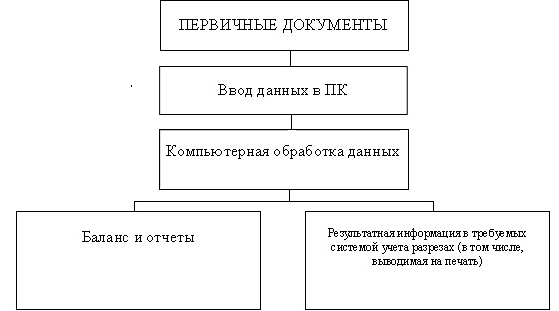 ПЕРВИЧНЫЕ ДОКУМЕНТЫ
Ввод данных в ПК
Компьютерная обработка данных
Баланс и отчеты
Результатная информация в требуемых
системой учета разрезах (в том числе,
выводимая на печать)